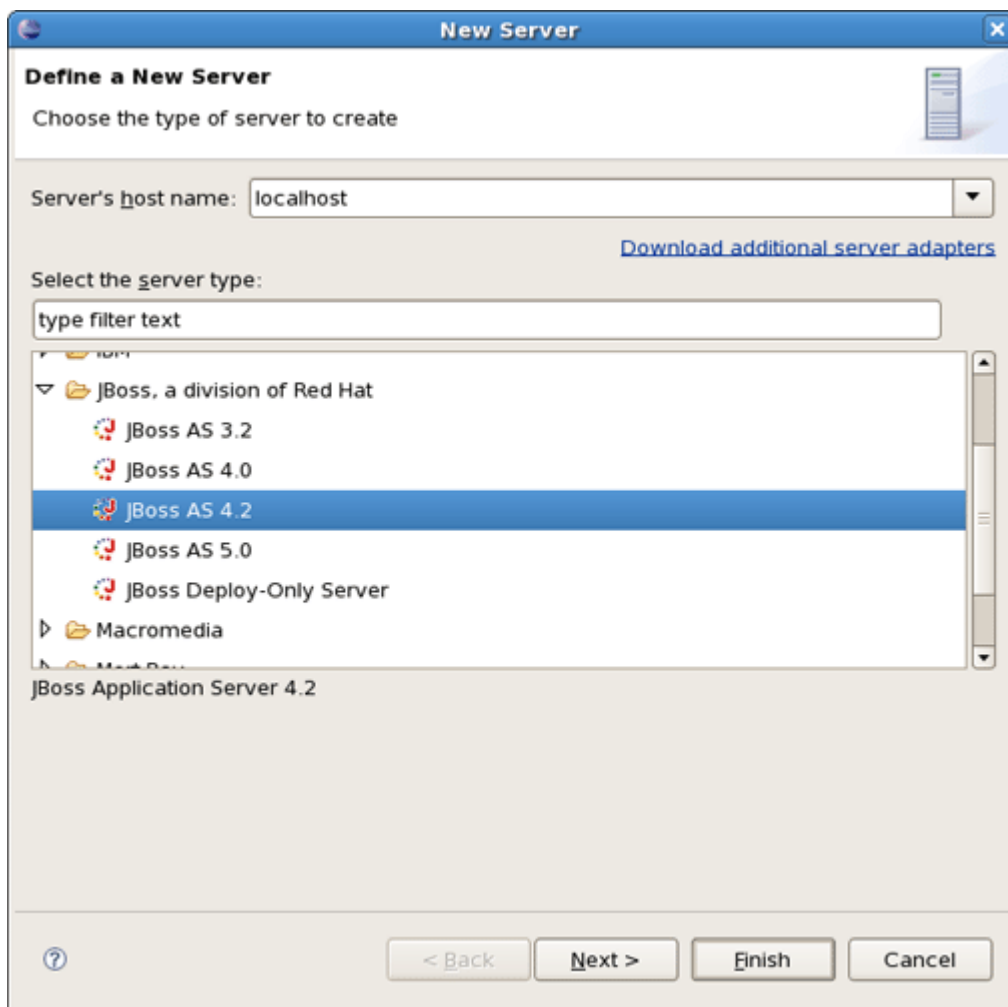 New Server
Define a New Server
Choose the type of server to create
Server's host name: localhost
Download additional server adapters
Select the server type:
type filter text
IBM
JBoss, a division of Red Hat
JBoss AS 3.2
JBoss AS 4.0
JBoss AS 4.2
JBoss AS 5.0
JBoss Deploy-Only Server
Macromedia
JBoss Application Server 4.2
< Back
Next >
Finish
Cancel